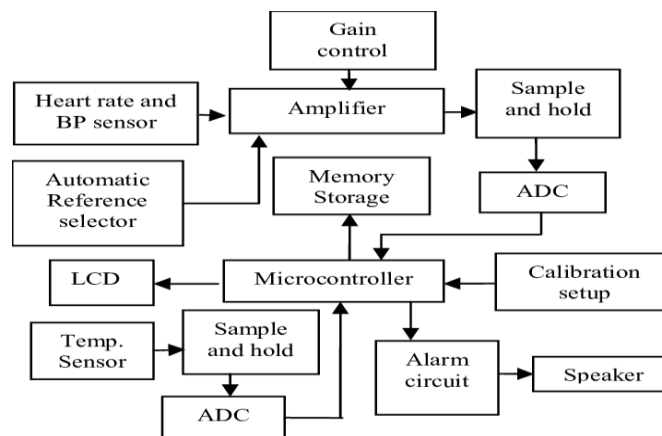 Gain
control
Heart rate and
BP sensor
Amplifier
Sample
and hold
Automatic
Reference
selector
Memory
Storage
ADC
LCD
Microcontroller
Calibration
setup
Temp.
Sensor
Sample
and hold
Alarm
circuit
Speaker
ADC